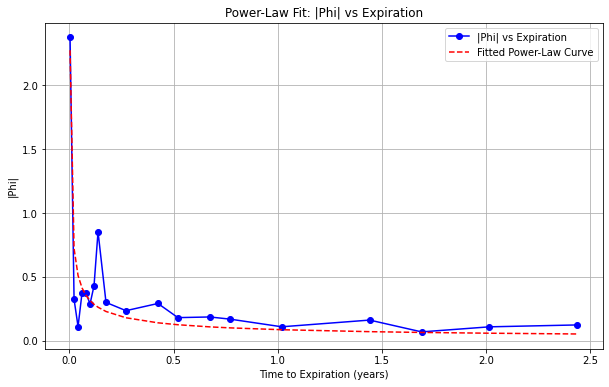 Power-Law Fit: |Phi| vs Expiration
|Phi| vs Expiration
Fitted Power-Law Curve
|Phi|
2.0
1.5
1.0
0.5
0.0
0.0
0.5
1.0
1.5
2.0
2.5
Time to Expiration (years)